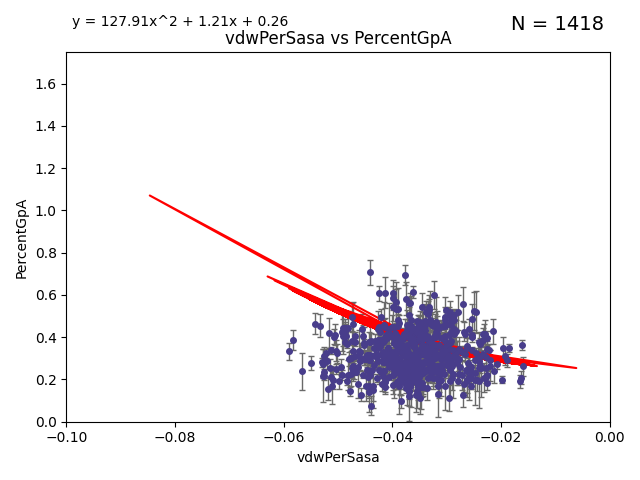 y = 127.91x^2 + 1.21x + 0.26
N = 1418
vdwPerSasa vs PercentGpA
1.6
1.4
1.2
1.0
0.8
0.6
0.4
0.2
0.0
PercentGpA
−0.10 −0.08 −0.06 −0.04 −0.02 0.00
vdwPerSasa